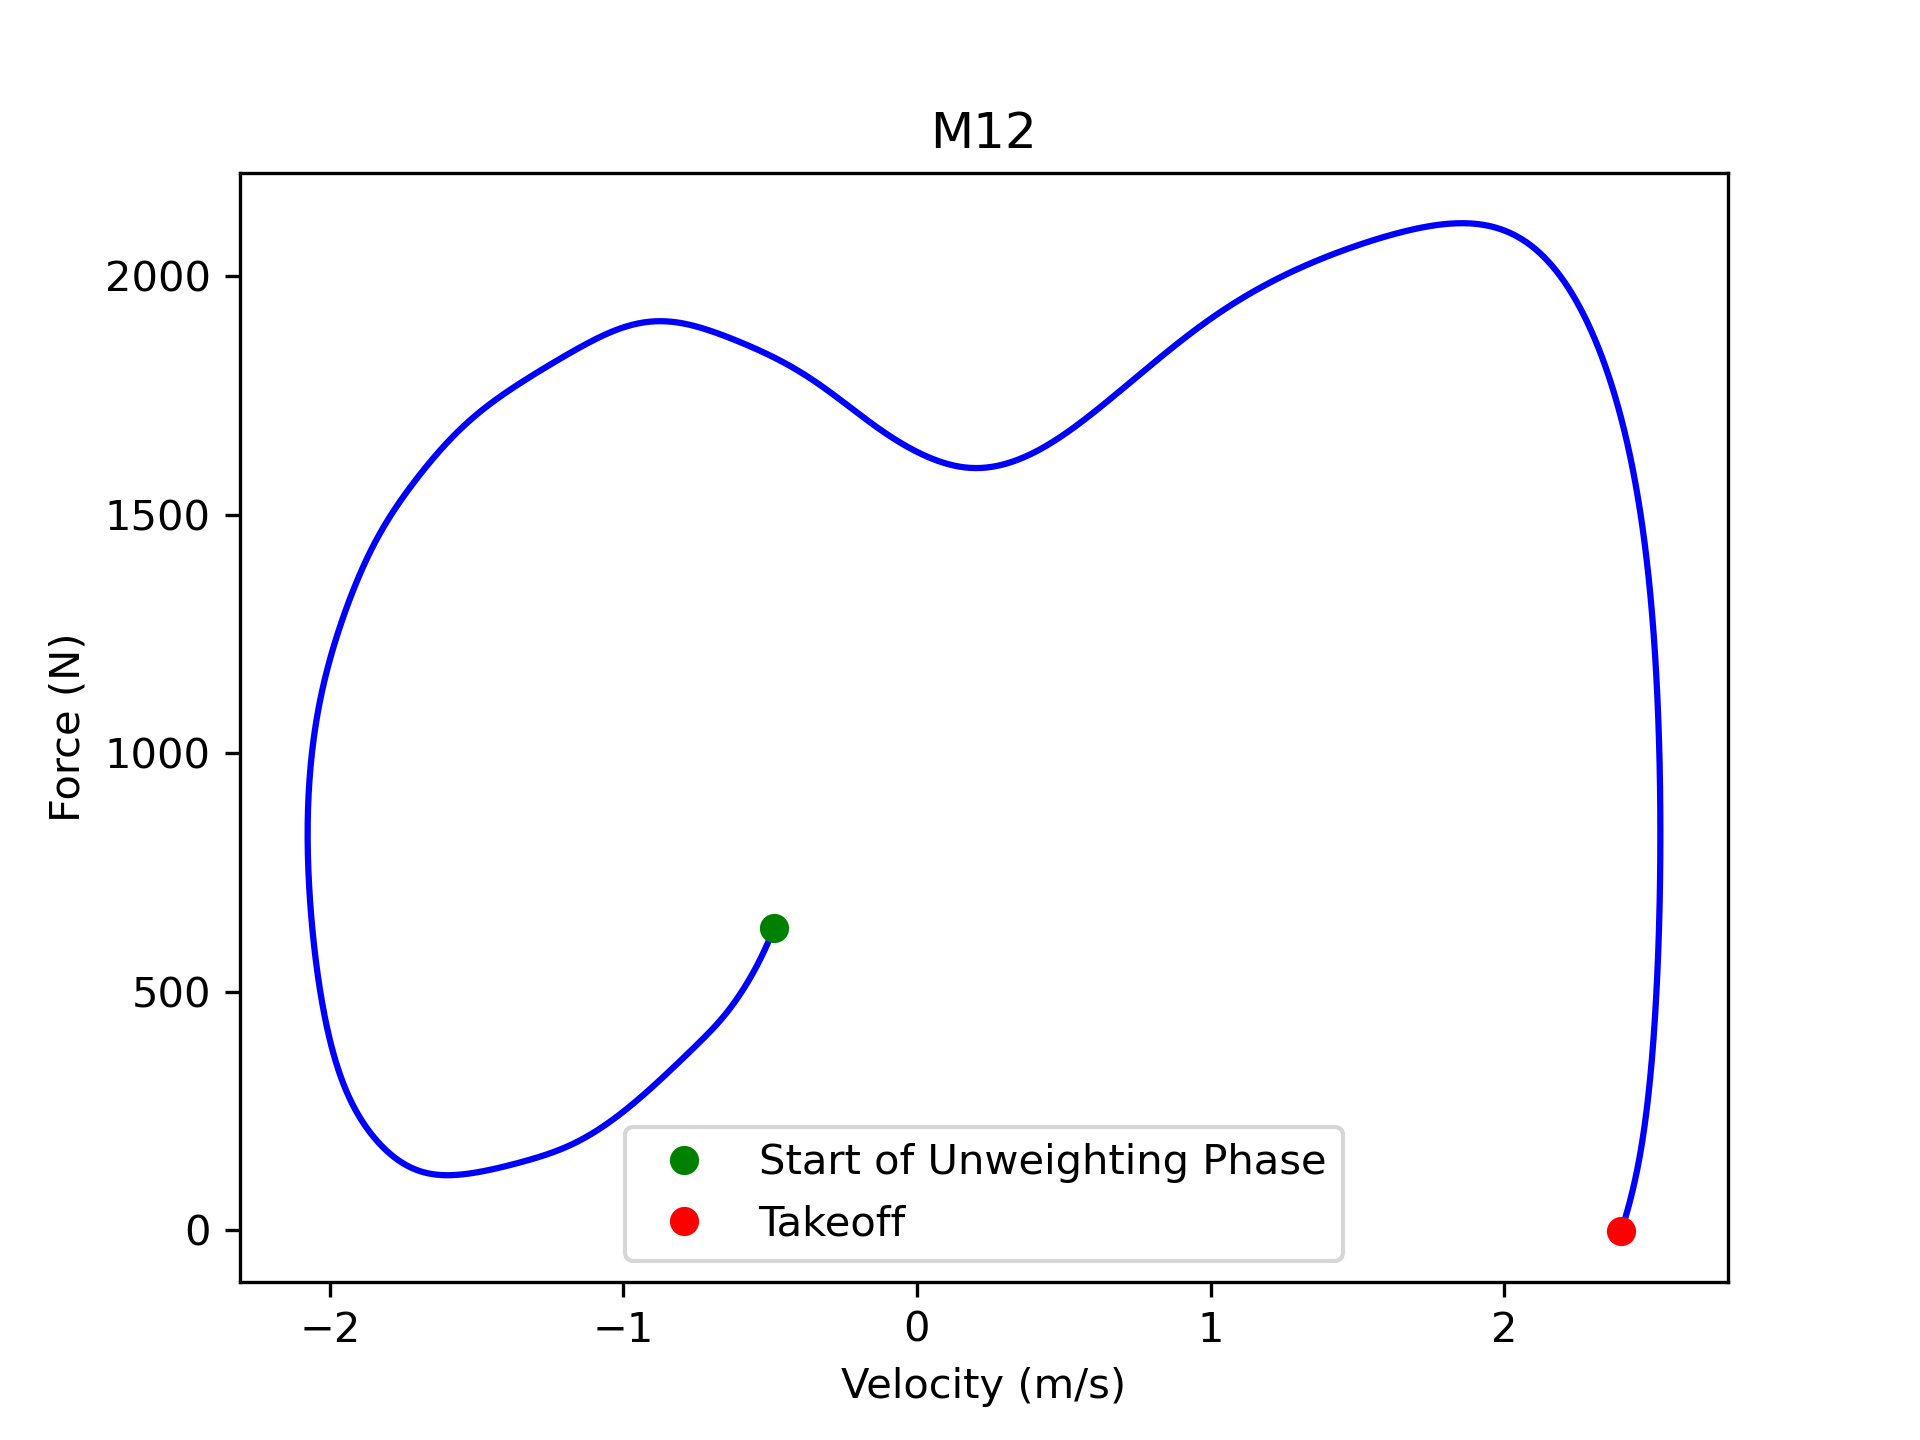 M12
2000
1500
1000
500
0
Force (N)
Start of Unweighting Phase
Takeoff
−2 −1 0 1 2
Velocity (m/s)